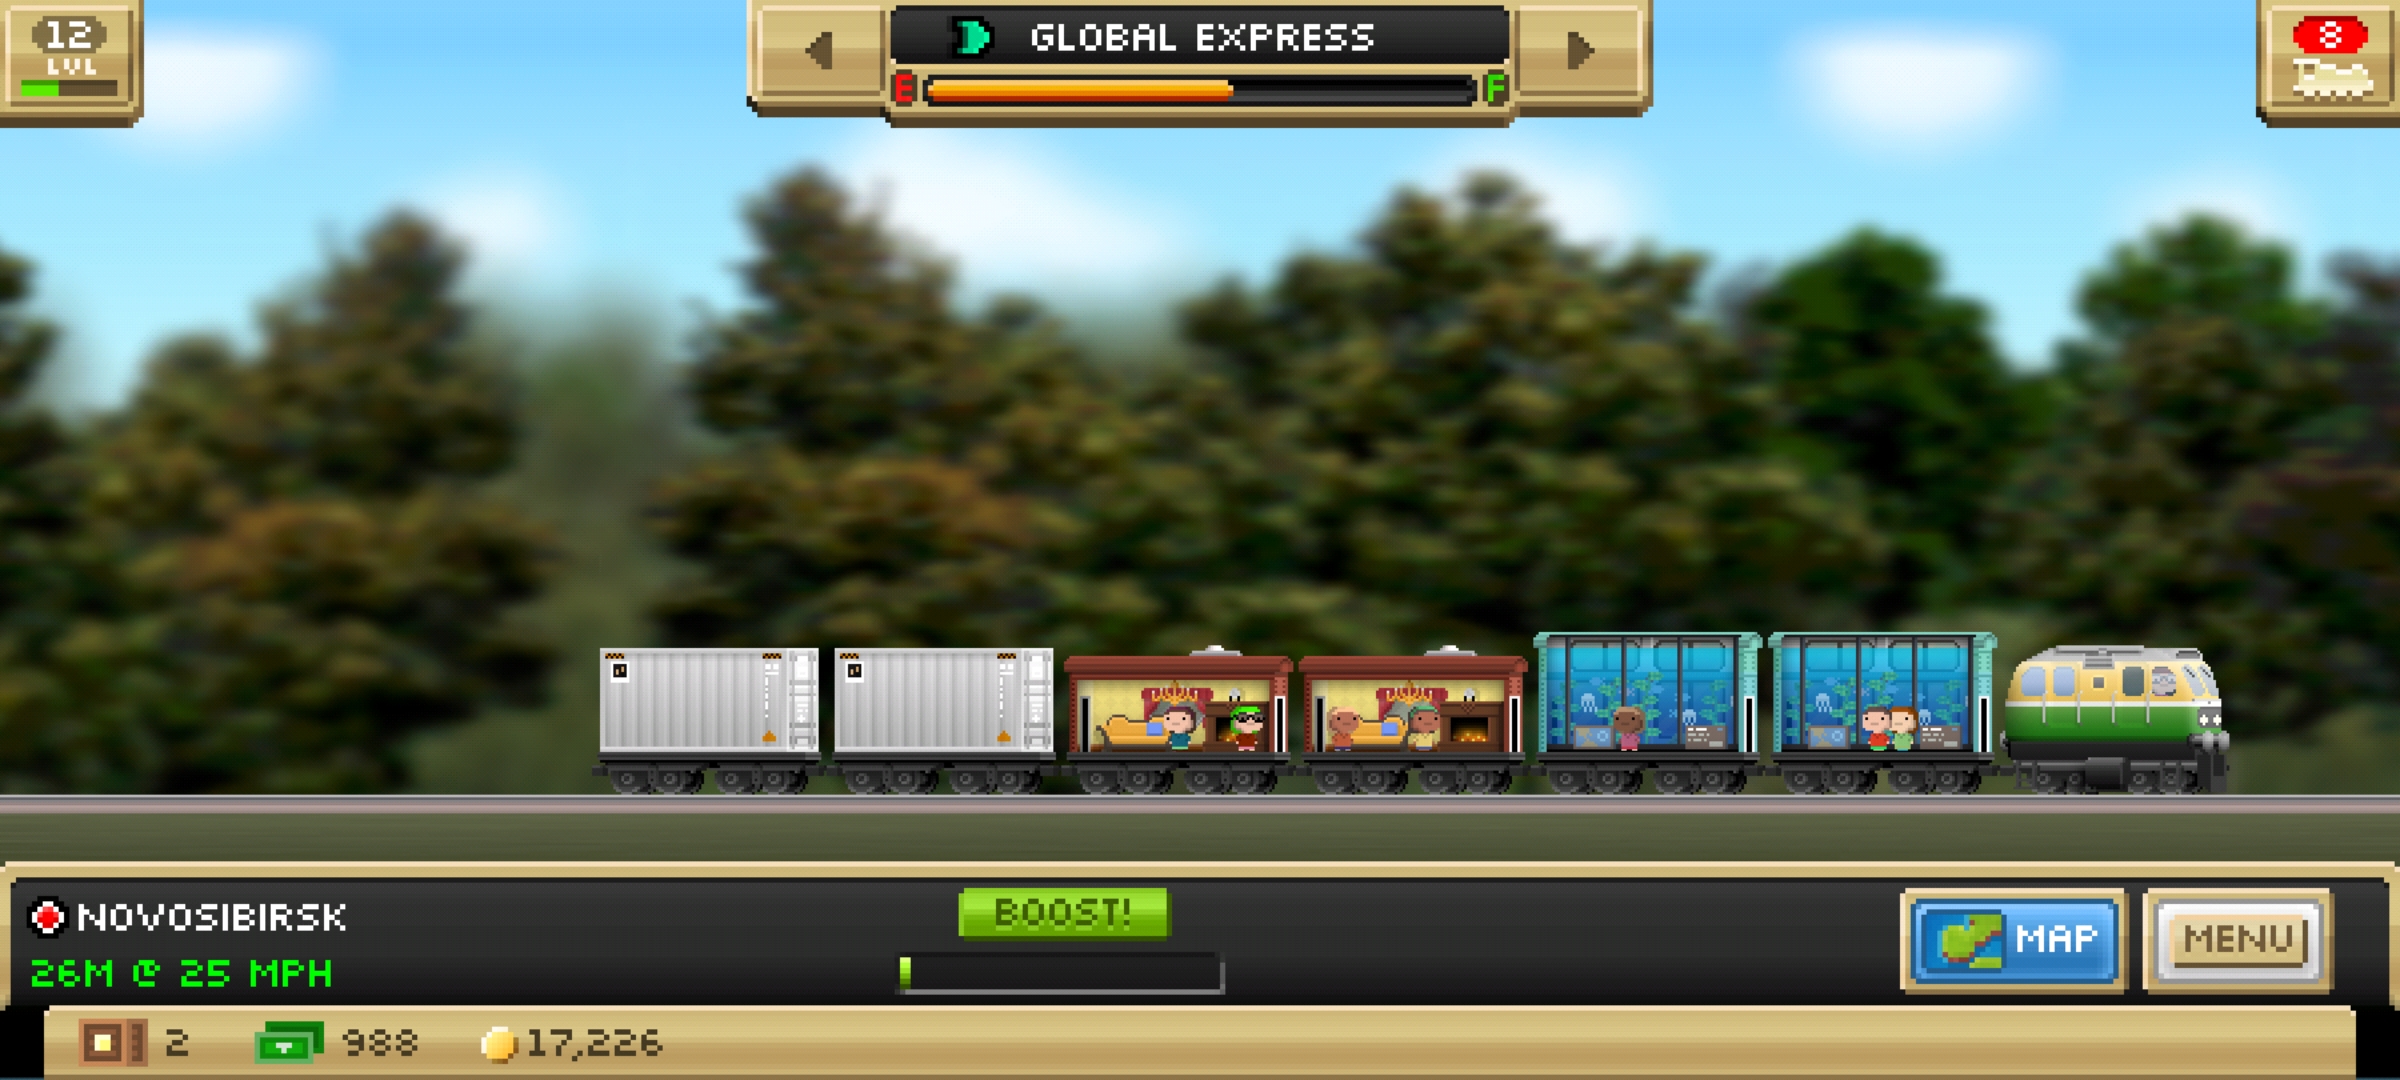 12
LVL
GLOBAL EXPRESS
E F
8
NOVOSIBIRSK
26M @ 25 MPH
BOOST!
MAP
MENU
2 988 17,226